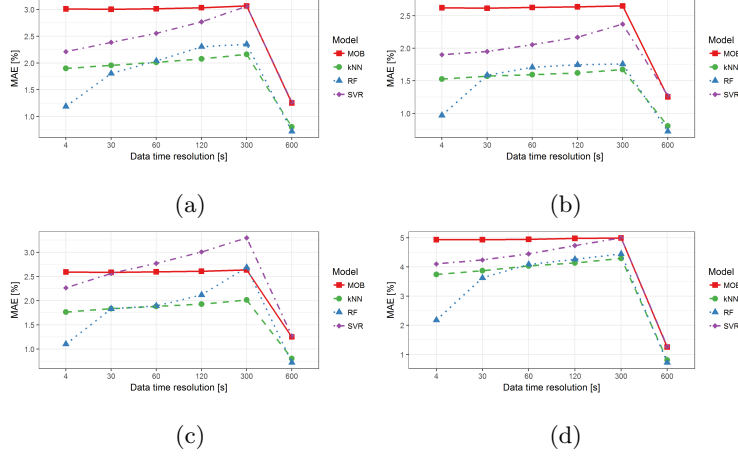 MAE [%]
3.0
2.5
2.0
1.5
1.0
4 30 60 120 300 600
Data time resolution [s]
Model
MOB
kNN
RF
SVR
(a)
MAE [%]
2.5
2.0
1.5
1.0
4 30 60 120 300 600
Data time resolution [s]
Model
MOB
kNN
RF
SVR
(b)
MAE [%]
3.0
2.5
2.0
1.5
1.0
4 30 60 120 300 600
Data time resolution [s]
Model
MOB
kNN
RF
SVR
(c)
MAE [%]
5
4
3
2
1
4 30 60 120 300 600
Data time resolution [s]
Model
MOB
kNN
RF
SVR
(d)